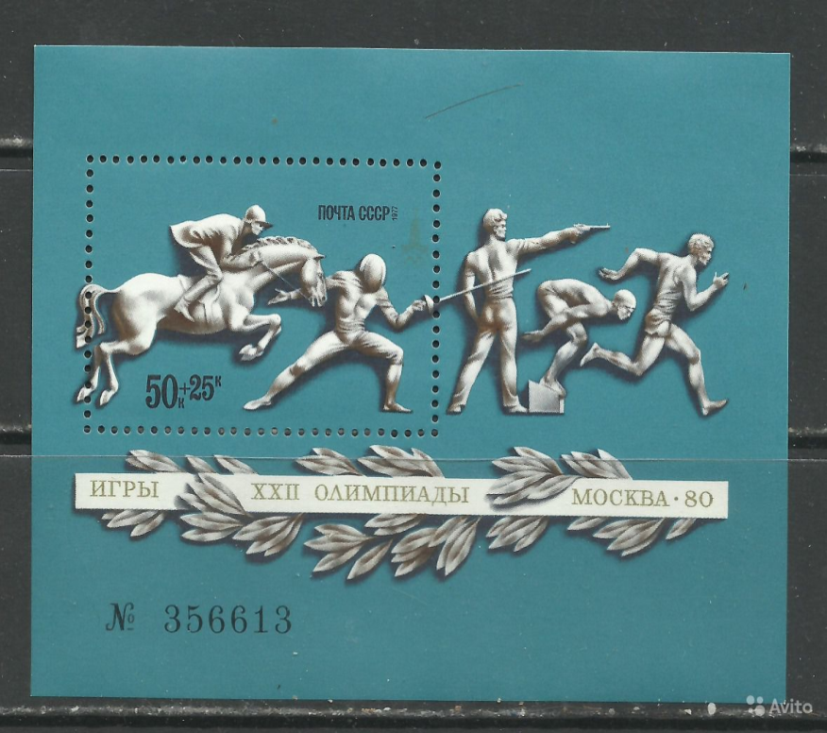 ПОЧТА СССР 1977
50К+25К
ИГРЫ XXII ОЛИМПИАДЫ МОСКВА·80
№ 356613
Avito